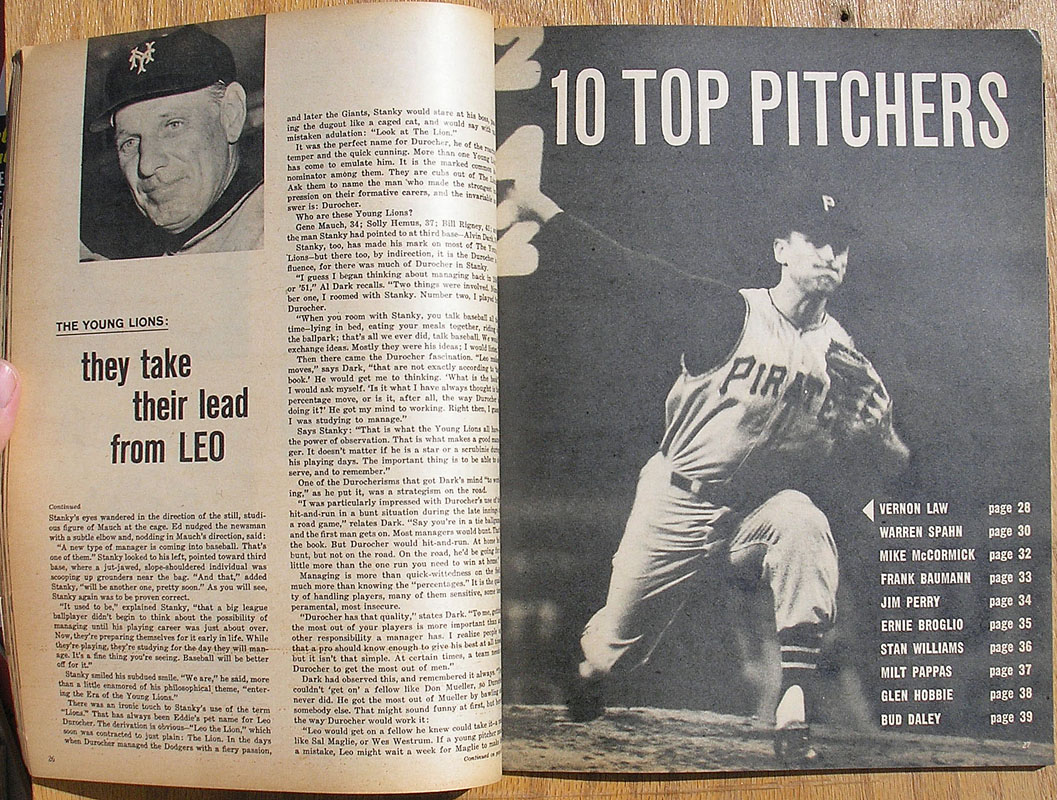 THE YOUNG LIONS:
they take
their lead
from LEO
Continued
Stanky's eyes wandered in the direction of the still, studi-
ous figure of Mauch at the cage. Ed nudged the newsman
with a subtle elbow and, nodding in Mauch's direction, said:
"A new type of manager is coming into baseball. That's
one of them." Stanky looked to his left, pointed toward third
base, where a jut-jawed, slope-shouldered individual was
scooping up grounders near the bag. "And that," added
Stanky, "will be another one, pretty soon." As you will see,
Stanky again was to be proven correct.
"It used to be," explained Stanky, "that a big league
ballplayer didn't begin to think about the possibility of
managing until his playing career was just about over.
Now, they're preparing themselves for it early in life. While
they're playing, they're studying for the day they will man-
age. It's a fine thing you're seeing. Baseball will be better
off for it."
Stanky smiled his subdued smile. "We are," he said, more
than a little enamored of his philosophical theme, "enter-
ing the Era of the Young Lions."
There was an ironic touch to Stanky's use of the term
"Lions." That has always been Eddie's pet name for Leo
Durocher. The derivation is obvious—"Leo the Lion," which
soon was contracted to just plain: The Lion. In the days
when Durocher managed the Dodgers with a fiery passion,
26
and later the Giants, Stanky would stare at his boss,
ing the dugout like a caged cat, and would say with
mistaken adulation: "Look at The Lion."
It was the perfect name for Durocher, he of the
temper and the quick cunning. More than one Young
has come to emulate him. It is the marked
nominator among them. They are cubs out of The
Ask them to name the man who made the strongest
pression on their formative carers, and the invariable
swer is: Durocher.
Who are these Young Lions?
Gene Mauch, 34; Solly Hemus, 37; Bill Rigney,
the man Stanky had pointed to at third base—Alvin Dark,
Stanky, too, has made his mark on most of The
Lions—but there too, by indirection, it is the Durocher
fluence, for there was much of Durocher in Stanky.
"I guess I began thinking about managing back in
or '51," Al Dark recalls. "Two things were involved.
ber one, I roomed with Stanky. Number two, I played
Durocher.
"When you room with Stanky, you talk baseball
time—lying in bed, eating your meals together,
the ballpark; that's all we ever did, talk baseball. We
exchange ideas. Mostly they were his ideas; I would
Then there came the Durocher fascination. "Leo
moves," says Dark, "that are not exactly according to
book.' He would get me to thinking. 'What is the
I would ask myself. 'Is it what I have always thought
percentage move, or is it, after all, the way Durocher
doing it?' He got my mind to working. Right then, I
I was studying to manage."
Says Stanky: "That is what the Young Lions all
the power of observation. That is what makes a good
ger. It doesn't matter if he is a star or a scrubinie
his playing days. The important thing is to be able to
serve, and to remember."
One of the Durocherisms that got Dark's mind "to
ing," as he put it, was a strategism on the road.
"I was particularly impressed with Durocher's use of
hit-and-run in a bunt situation during the late
a road game," relates Dark. "Say you're in a tie
and the first man gets on. Most managers would bunt.
the book. But Durocher would hit-and-run. At home
bunt, but not on the road. On the road, he'd be going
little more than the one run you need to win at home
Managing is more than quick-wittedness on the
much more than knowing the "percentages." It is the
ty of handling players, many of them sensitive, some
peramental, most insecure.
"Durocher has that quality," states Dark. "To me,
the most out of your players is more important
other responsibility a manager has. I realize
that a pro should know enough to give his best at all
but it isn't that simple. At certain times, a team
Durocher to get the most out of men."
Dark had observed this, and remembered it always.
couldn't 'get on' a fellow like Don Mueller, so
never did. He got the most out of Mueller by bawling
somebody else. That might sound funny at first, but
the way Durocher would work it:
"Leo would get on a fellow he knew could take it—
like Sal Maglie, or Wes Westrum. If a young pitcher
a mistake, Leo might wait a week for Maglie to
Continued
10 TOP PITCHERS
P
PIRATES
VERNON LAW page 28
WARREN SPAHN page 30
MIKE McCORMICK page 32
FRANK BAUMANN page 33
JIM PERRY page 34
ERNIE BROGLIO page 35
STAN WILLIAMS page 36
MILT PAPPAS page 37
GLEN HOBBIE page 38
BUD DALEY page 39
27